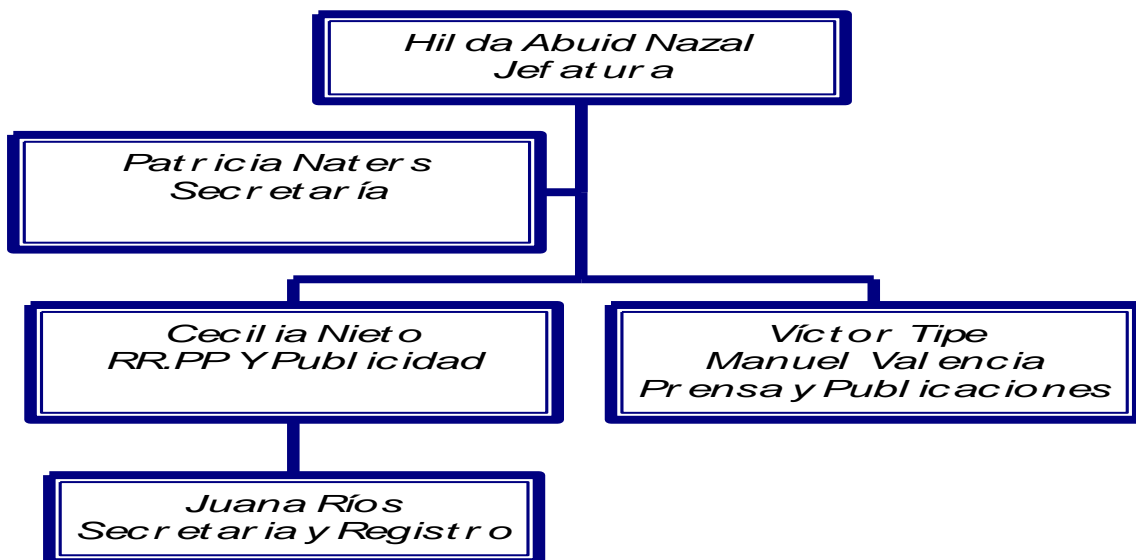 Hilda Abuid Nazal
Jefatura
Patricia Naters
Secretaría
Cecilia Nieto
RR.PP Y Publicidad
Víctor Tipe
Manuel Valencia
Prensa y Publicaciones
Juana Ríos
Secretaria y Registro